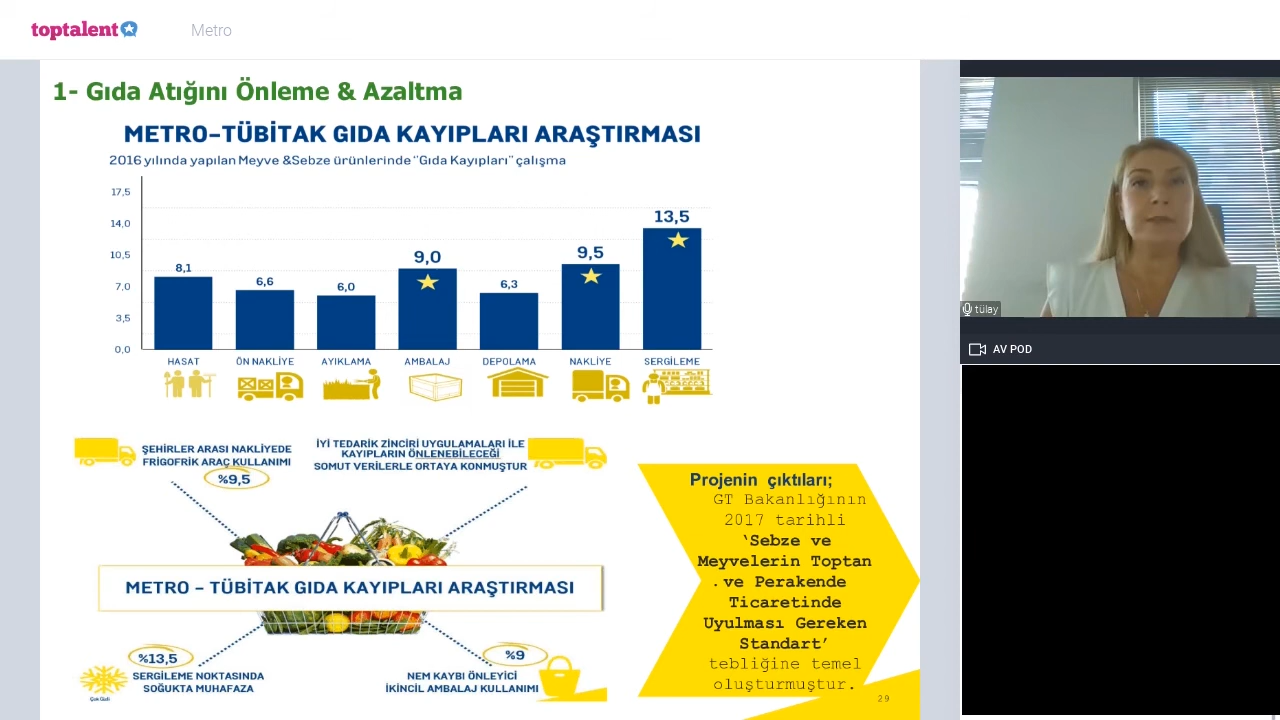 toptalent
Metro
1- Gıda Atığını Önleme & Azaltma
METRO-TÜBİTAK GIDA KAYIPLARI ARAŞTIRMASI
2016 yılında yapılan Meyve &Sebze ürünlerinde ‘’Gıda Kayıpları’’ çalışma
17,5
14,0
10,5
7,0
3,5
0,0
8,1
6,6
6,0
9,0
6,3
9,5
13,5
HASAT
ÖN NAKLİYE
AYIKLAMA
AMBALAJ
DEPOLAMA
NAKLİYE
SERGİLEME
ŞEHİRLER ARASI NAKLİYEDE
FRİGOFRİK ARAÇ KULLANIMI
%9,5
İYİ TEDARİK ZİNCİRİ UYGULAMALARI İLE
KAYIPLARIN ÖNLENEBİLECEĞİ
SOMUT VERİLERLE ORTAYA KONMUŞTUR
METRO - TÜBİTAK GIDA KAYIPLARI ARAŞTIRMASI
%13,5
SERGİLEME NOKTASINDA
SOĞUKTA MUHAFAZA
%9
NEM KAYBI ÖNLEYİCİ
İKİNCİL AMBALAJ KULLANIMI
Projenin çıktıları;
GT Bakanlığının
2017 tarihli
‘Sebze ve
Meyvelerin Toptan
.ve Perakende
Ticaretinde
Uyulması Gereken
Standart’
tebliğine temel
oluşturmuştur.
29
tülay
AV POD